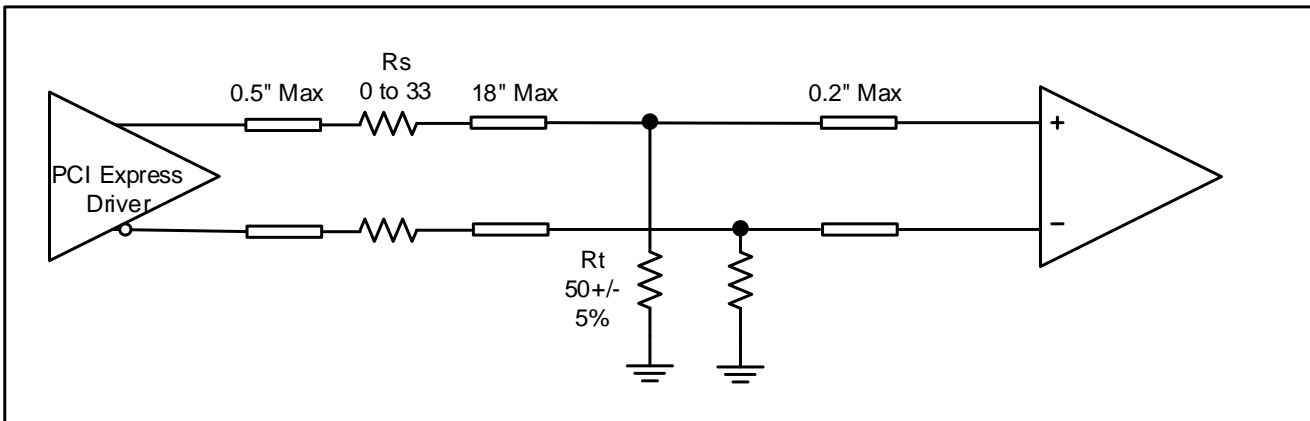 Rs
0 to 33
0.5" Max
18" Max
0.2" Max
PCI Express
Driver
+
−
Rt
50+/-
5%